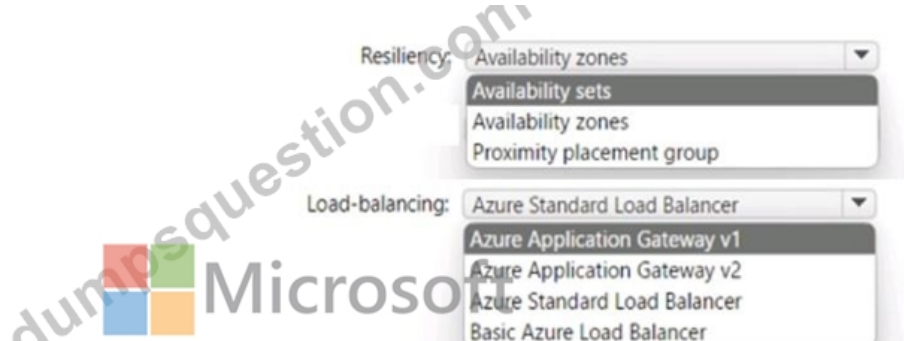 Resiliency: Availability zones
Availability sets
Availability zones
Proximity placement group
Load-balancing: Azure Standard Load Balancer
Azure Application Gateway v1
Azure Application Gateway v2
Azure Standard Load Balancer
Basic Azure Load Balancer
Microsoft
dumpsquestion.com